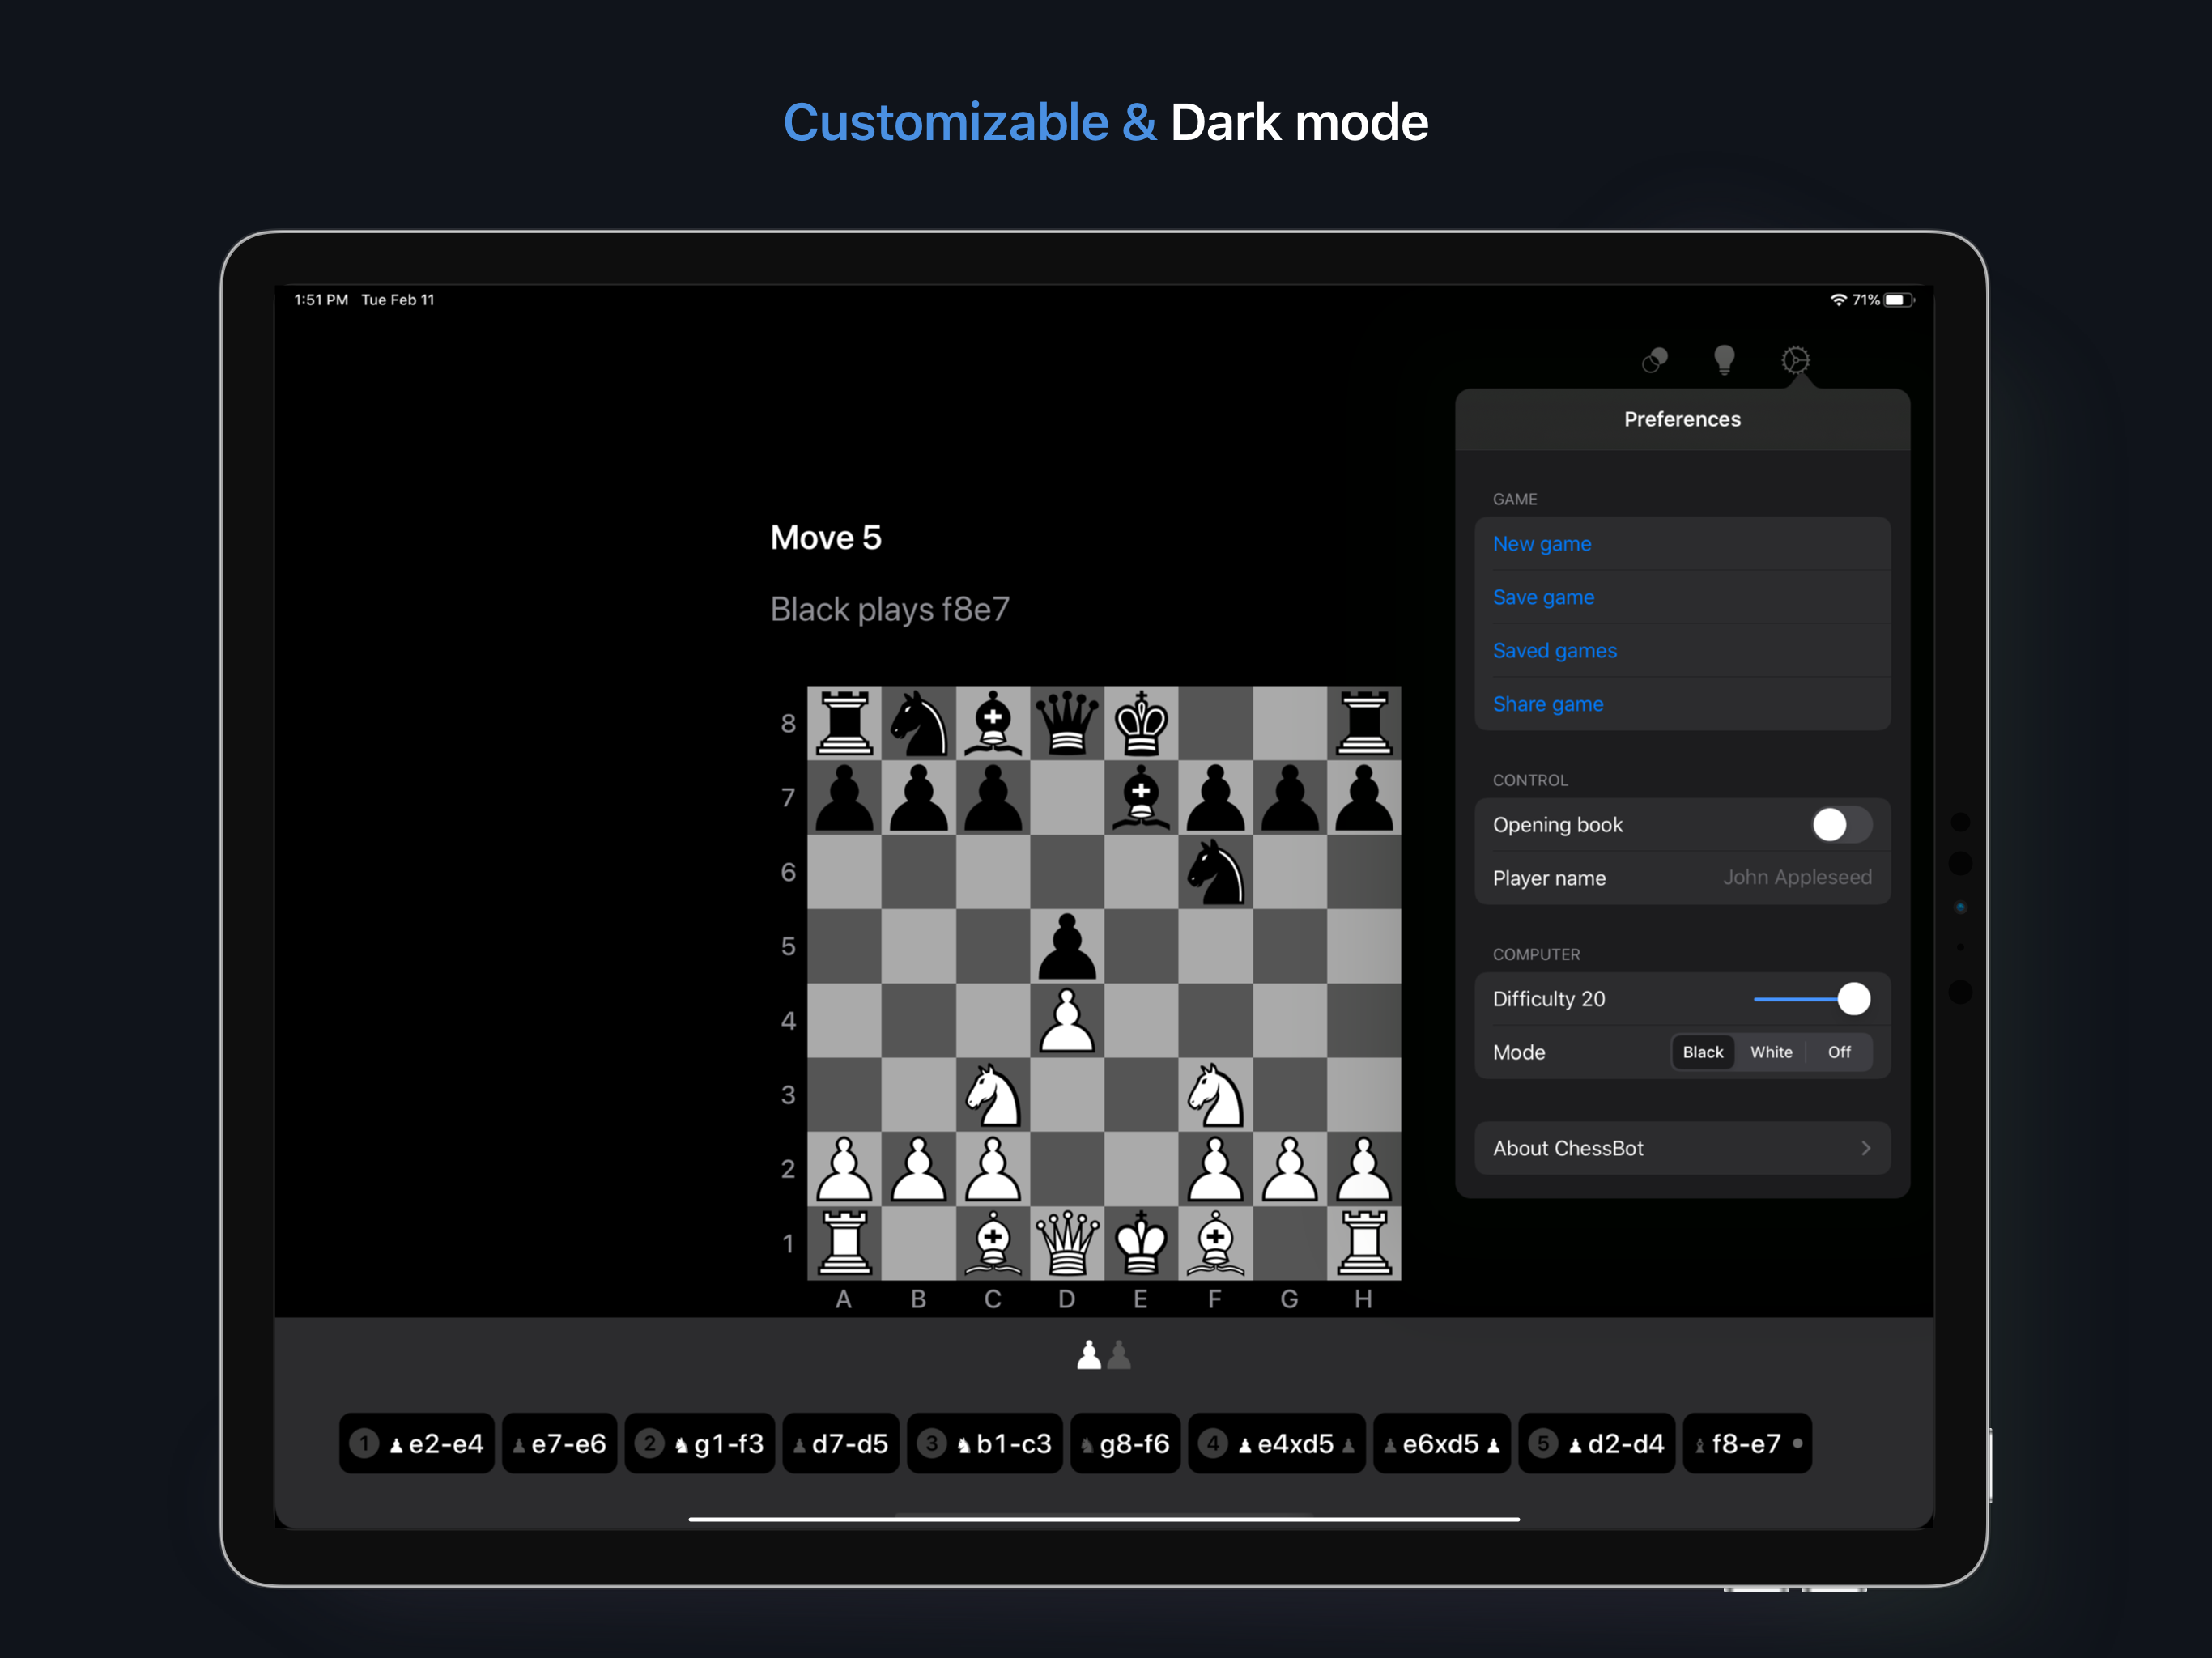 Customizable & Dark mode
1:51 PM Tue Feb 11
71%
Preferences
GAME
New game
Save game
Saved games
Share game
CONTROL
Opening book
Player name John Appleseed
COMPUTER
Difficulty 20
Mode Black White Off
About ChessBot
Move 5
Black plays f8e7
8
7
6
5
4
3
2
1
A B C D E F G H
1 e2-e4 e7-e6 2 g1-f3 d7-d5 3 b1-c3 g8-f6 4 e4xd5 e6xd5 5 d2-d4 f8-e7